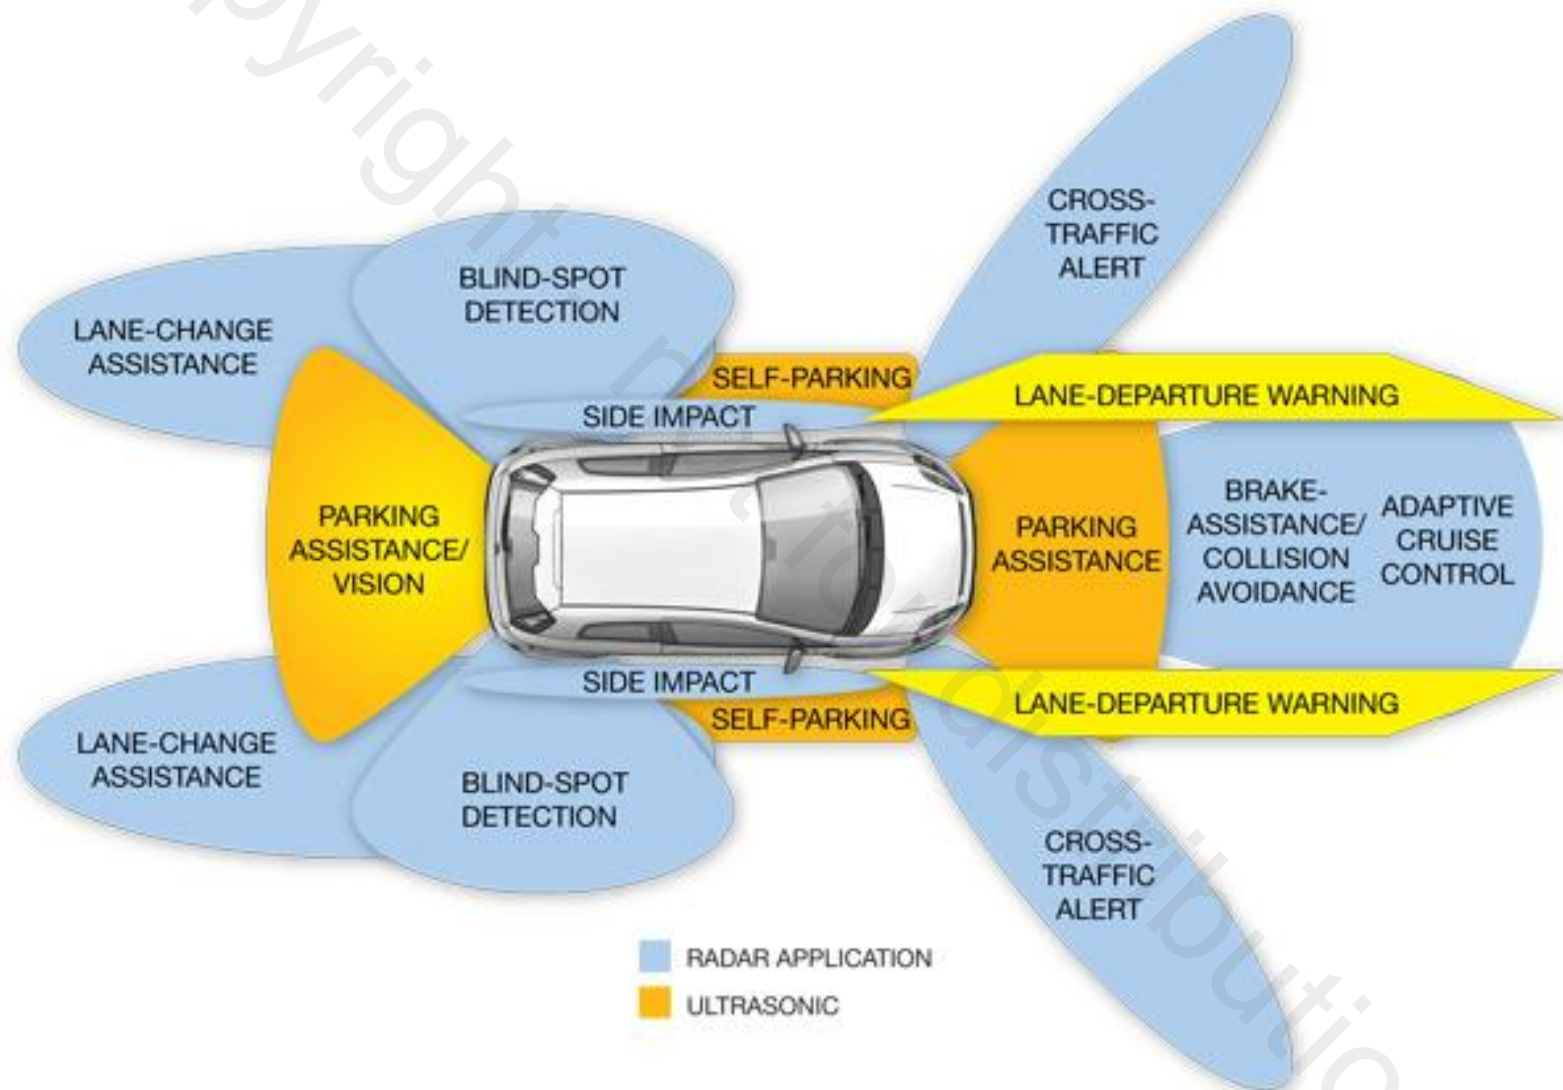 CROSS-
TRAFFIC
ALERT
BLIND-SPOT
DETECTION
LANE-CHANGE
ASSISTANCE
SELF-PARKING
LANE-DEPARTURE WARNING
SIDE IMPACT
PARKING
ASSISTANCE/
VISION
PARKING
ASSISTANCE
BRAKE-
ASSISTANCE/
COLLISION
AVOIDANCE
ADAPTIVE
CRUISE
CONTROL
SIDE IMPACT
SELF-PARKING
LANE-DEPARTURE WARNING
LANE-CHANGE
ASSISTANCE
BLIND-SPOT
DETECTION
CROSS-
TRAFFIC
ALERT
RADAR APPLICATION
ULTRASONIC